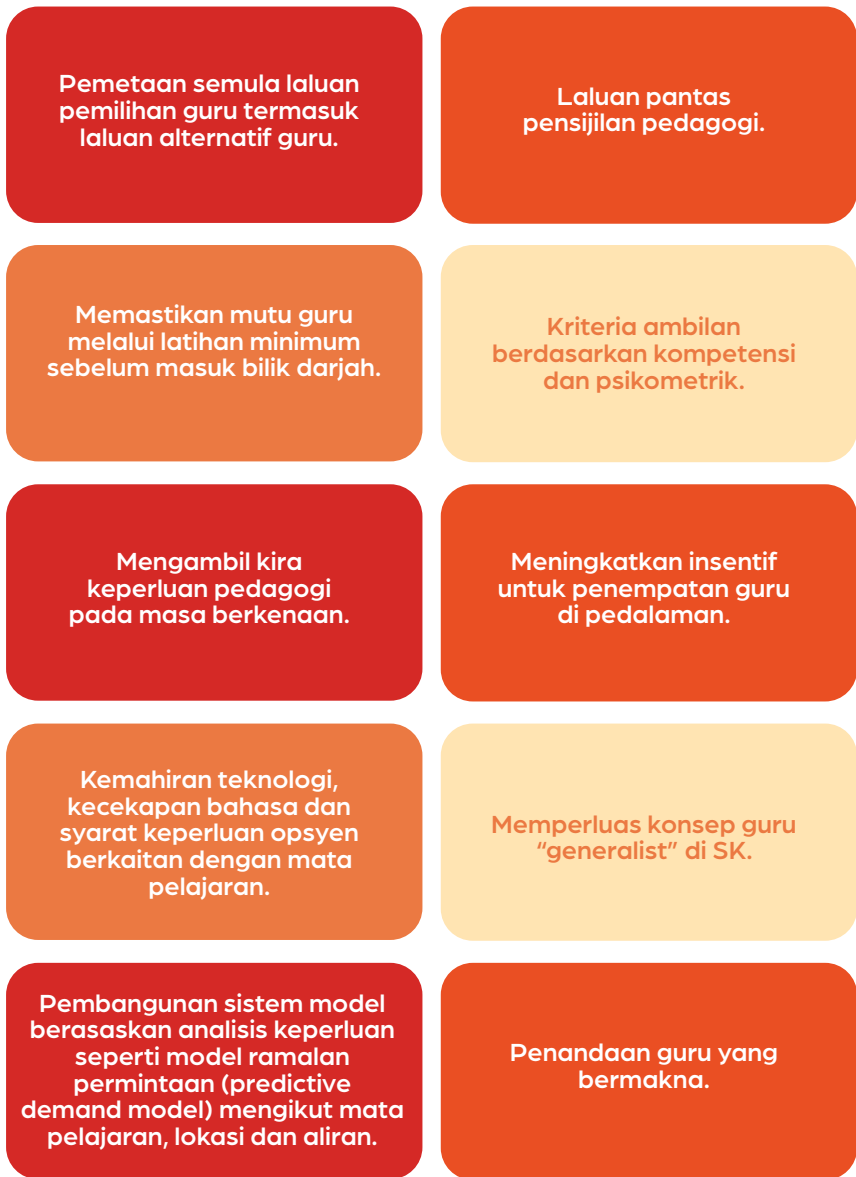 Pemetaan semula laluan
pemilihan guru termasuk
laluan alternatif guru.
Laluan pantas
pensijilan pedagogi.
Memastikan mutu guru
melalui latihan minimum
sebelum masuk bilik darjah.
Kriteria ambilan
berdasarkan kompetensi
dan psikometrik.
Mengambil kira
keperluan pedagogi
pada masa berkenaan.
Meningkatkan insentif
untuk penempatan guru
di pedalaman.
Kemahiran teknologi,
kecekapan bahasa dan
syarat keperluan opsyen
berkaitan dengan mata
pelajaran.
Memperluas konsep guru
“generalist” di SK.
Pembangunan sistem model
berasaskan analisis keperluan
seperti model ramalan
permintaan (predictive
demand model) mengikut mata
pelajaran, lokasi dan aliran.
Penandaan guru yang
bermakna.